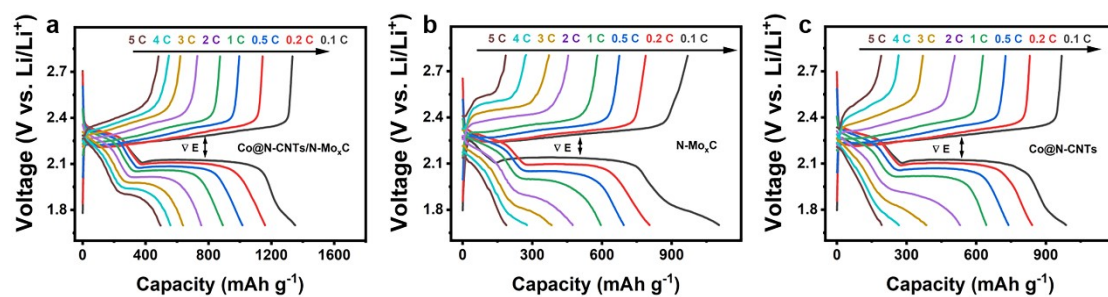 a
5 C 4 C 3 C 2 C 1 C 0.5 C 0.2 C 0.1 C
2.7
2.4
2.1
1.8
∇ E
Co@N-CNTs/N-MoxC
0 400 800 1200 1600
Capacity (mAh g-1)
Voltage (V vs. Li/Li+)
b
5 C 4 C 3 C 2 C 1 C 0.5 C 0.2 C 0.1 C
2.7
2.4
2.1
1.8
∇ E
N-MoxC
0 300 600 900
Capacity (mAh g-1)
Voltage (V vs. Li/Li+)
c
5 C 4 C 3 C 2 C 1 C 0.5 C 0.2 C 0.1 C
2.7
2.4
2.1
1.8
∇ E
Co@N-CNTs
0 240 480 720 960
Capacity (mAh g-1)
Voltage (V vs. Li/Li+)